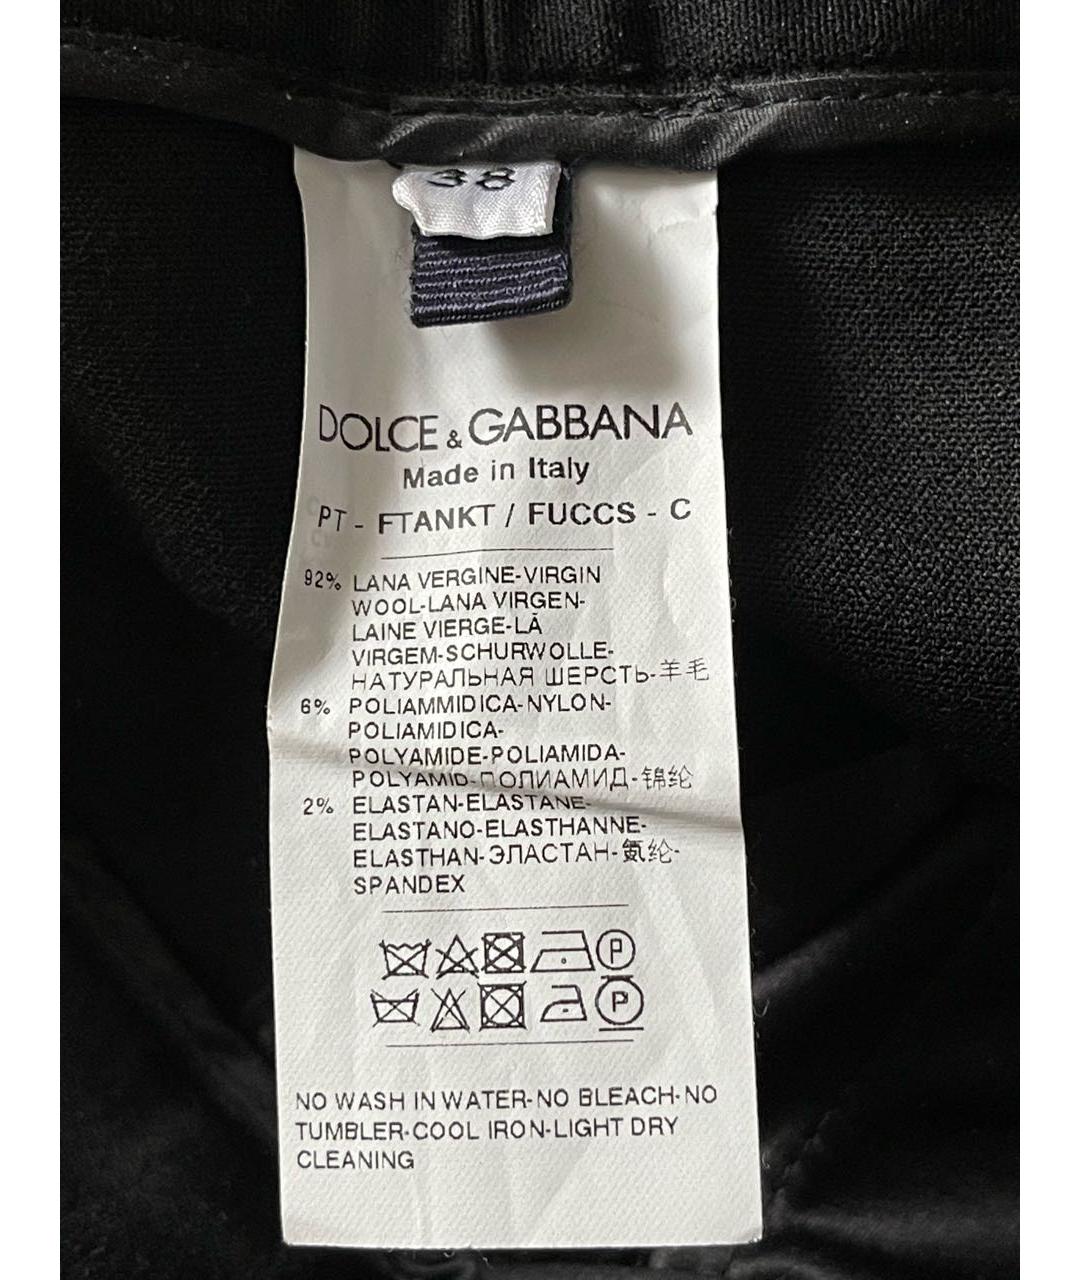 38
DOLCE & GABBANA
Made in Italy
PT - FTANKT / FUCCS - C
92% LANA VERGINE-VIRGIN
WOOL-LANA VIRGEN-
LAINE VIERGE-LÃ
VIRGEM-SCHURWOLLE-
НАТУРАЛЬНАЯ ШЕРСТЬ-羊毛
6% POLIAMMIDICA-NYLON-
POLIAMIDICA-
POLYAMIDE-POLIAMIDA-
POLYAMID-ПОЛИАМИД-锦纶
2% ELASTAN-ELASTANE-
ELASTANO-ELASTHANNE-
ELASTHAN-ЭЛАСТАН-氨纶-
SPANDEX
P
P
NO WASH IN WATER-NO BLEACH-NO
TUMBLER-COOL IRON-LIGHT DRY
CLEANING